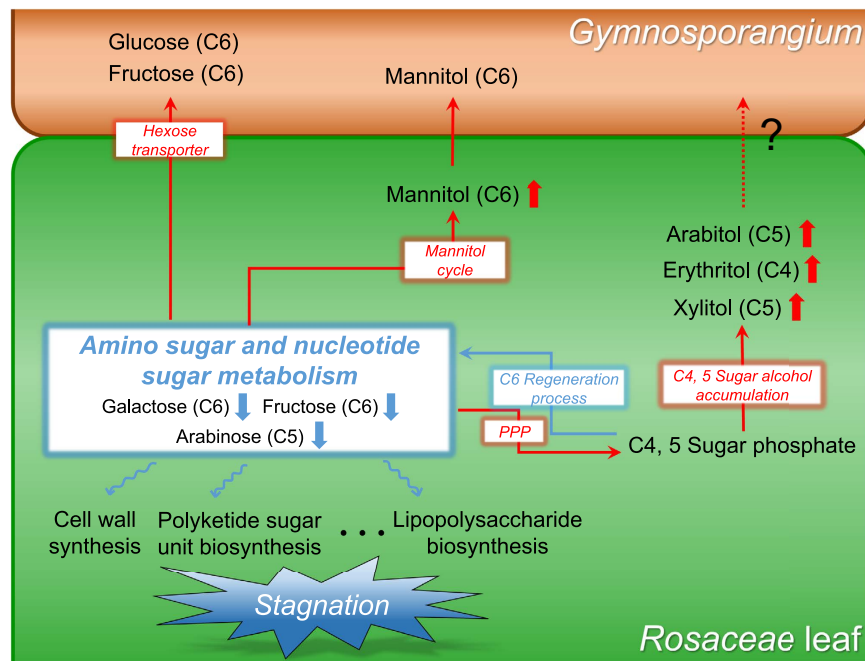 Gymnosporangium
Glucose (C6)
Fructose (C6)
Mannitol (C6)
Hexose
transporter
?
Mannitol (C6)
Mannitol
cycle
Arabitol (C5)
Erythritol (C4)
Xylitol (C5)
Amino sugar and nucleotide
sugar metabolism
Galactose (C6) Fructose (C6)
Arabinose (C5)
C6 Regeneration
process
C4, 5 Sugar alcohol
accumulation
PPP
C4, 5 Sugar phosphate
Cell wall
synthesis
Polyketide sugar
unit biosynthesis
• • •
Lipopolysaccharide
biosynthesis
Stagnation
Rosaceae leaf